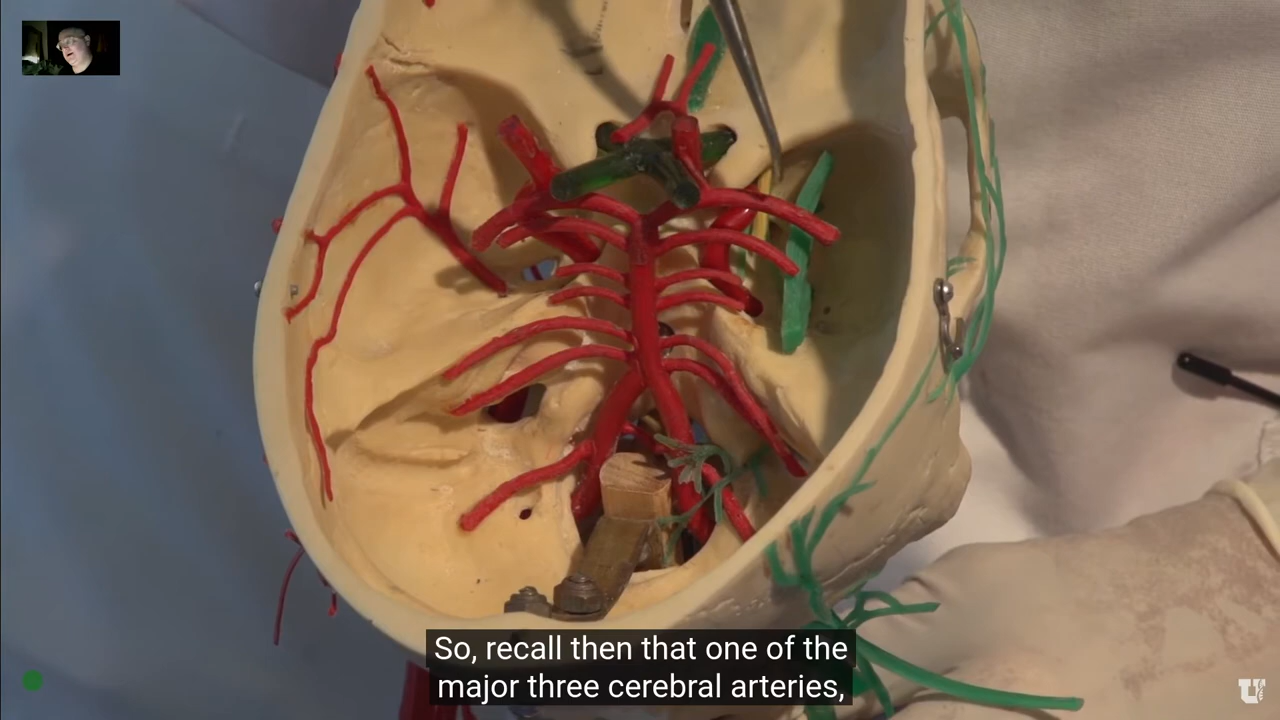 So, recall then that one of the
major three cerebral arteries,
U